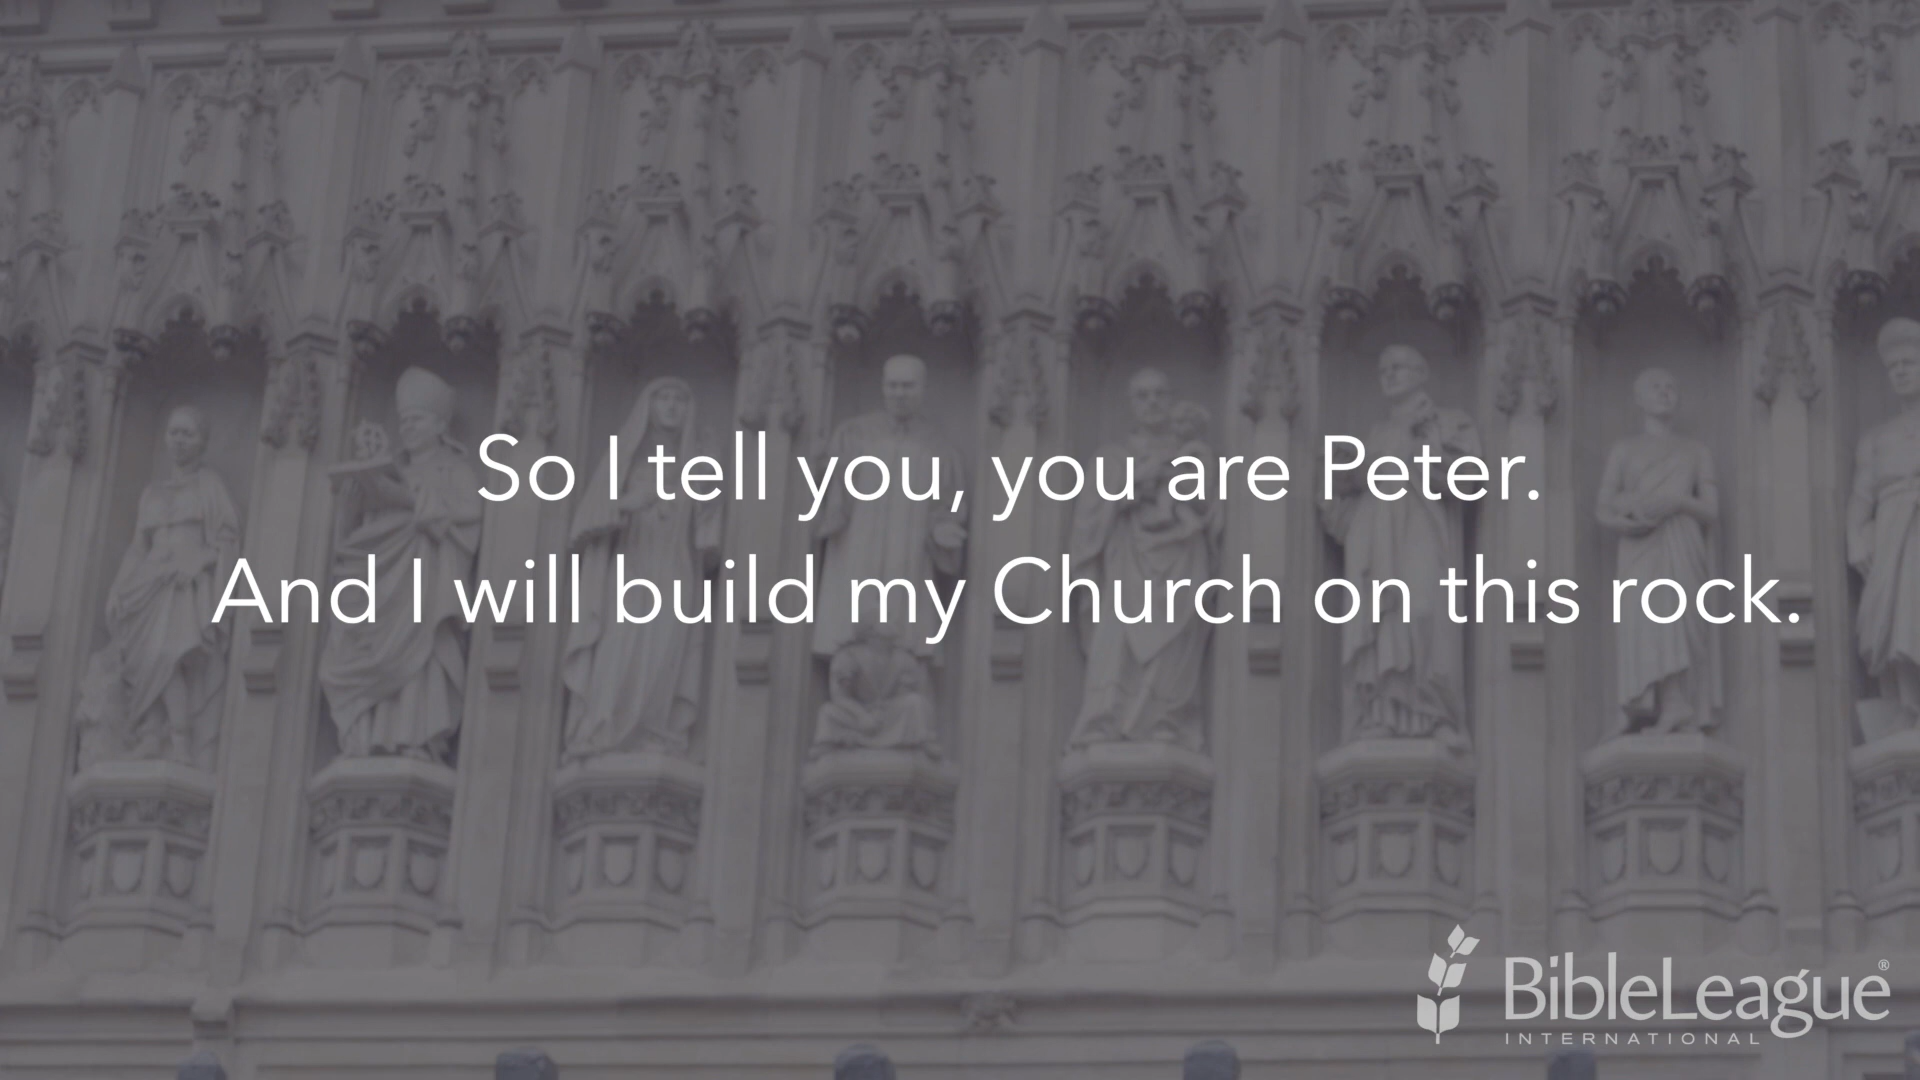 So I tell you, you are Peter.
And I will build my Church on this rock.
BibleLeague®
INTERNATIONAL